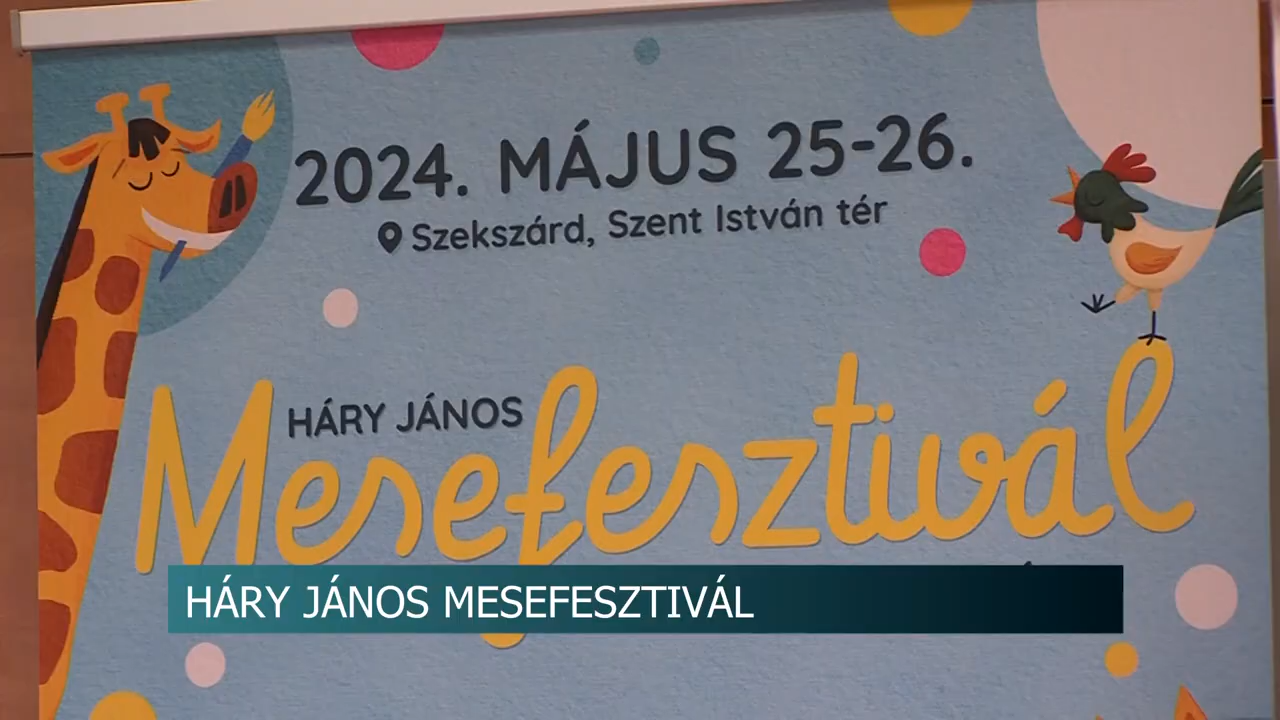 2024. MÁJUS 25-26.
Szekszárd, Szent István tér
HÁRY JÁNOS
Mesefesztivál
HÁRY JÁNOS MESEFESZTIVÁL